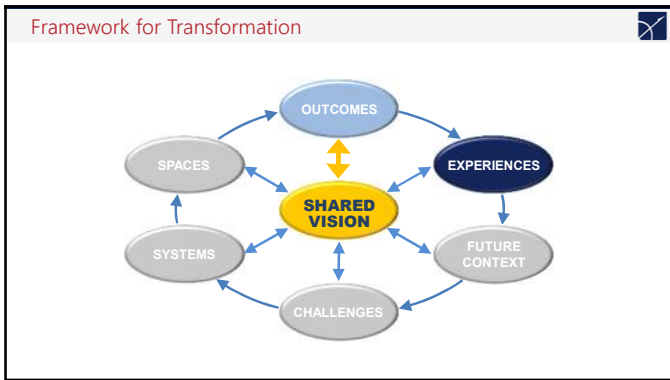 Framework for Transformation
OUTCOMES
SPACES
EXPERIENCES
SHARED
VISION
SYSTEMS
FUTURE
CONTEXT
CHALLENGES